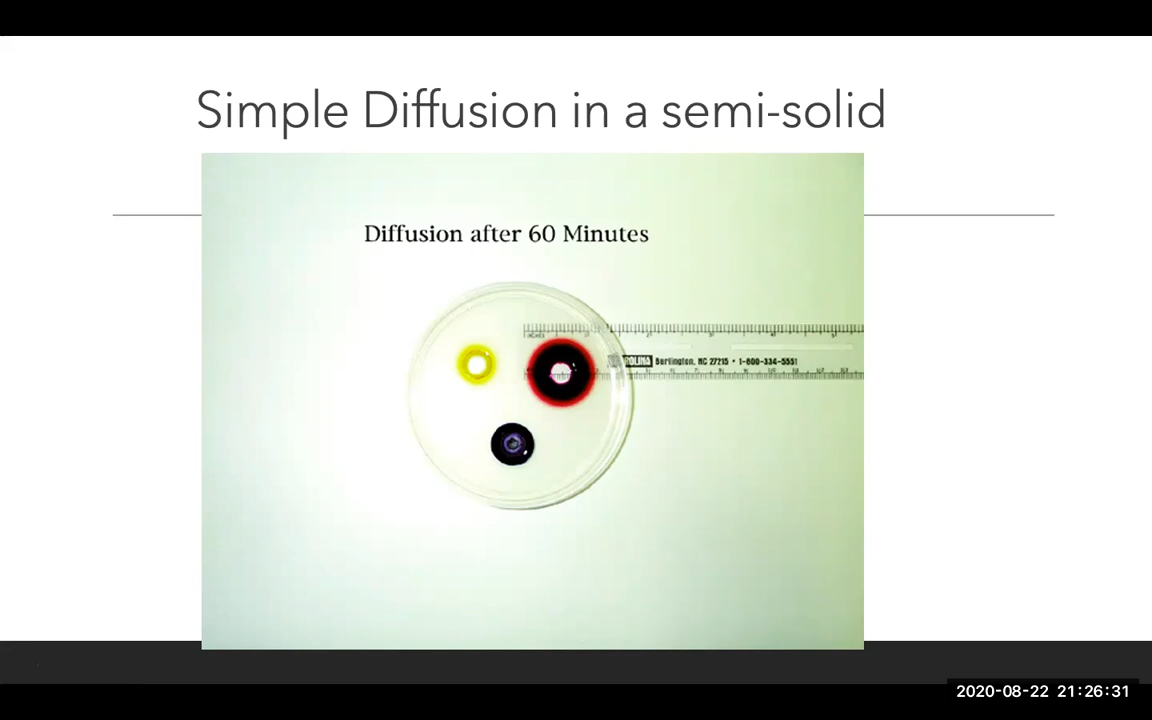 Simple Diffusion in a semi-solid
Diffusion after 60 Minutes
INCHES
Burlington, NC 27215 • 1-800-334-5551
2020-08-22 21:26:31